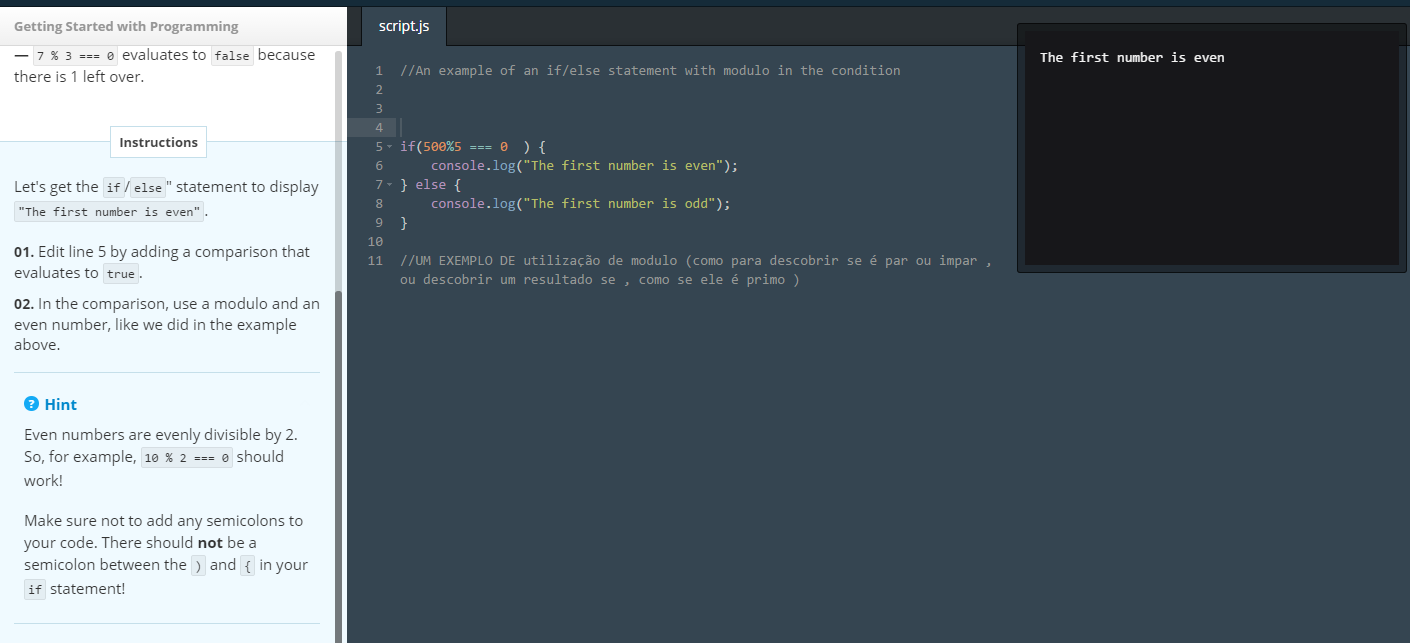 Getting Started with Programming
— 7 % 3 === 0 evaluates to false because
there is 1 left over.
Instructions
Let's get the if/else" statement to display
"The first number is even".
01. Edit line 5 by adding a comparison that
evaluates to true.
02. In the comparison, use a modulo and an
even number, like we did in the example
above.
? Hint
Even numbers are evenly divisible by 2.
So, for example, 10 % 2 === 0 should
work!
Make sure not to add any semicolons to
your code. There should not be a
semicolon between the ) and { in your
if statement!
script.js
1 //An example of an if/else statement with modulo in the condition
2
3
4
5 if(500%5 === 0  ) {
6     console.log("The first number is even");
7 } else {
8     console.log("The first number is odd");
9 }
10
11 //UM EXEMPLO DE utilização de modulo (como para descobrir se é par ou impar ,
ou descobrir um resultado se , como se ele é primo )
The first number is even